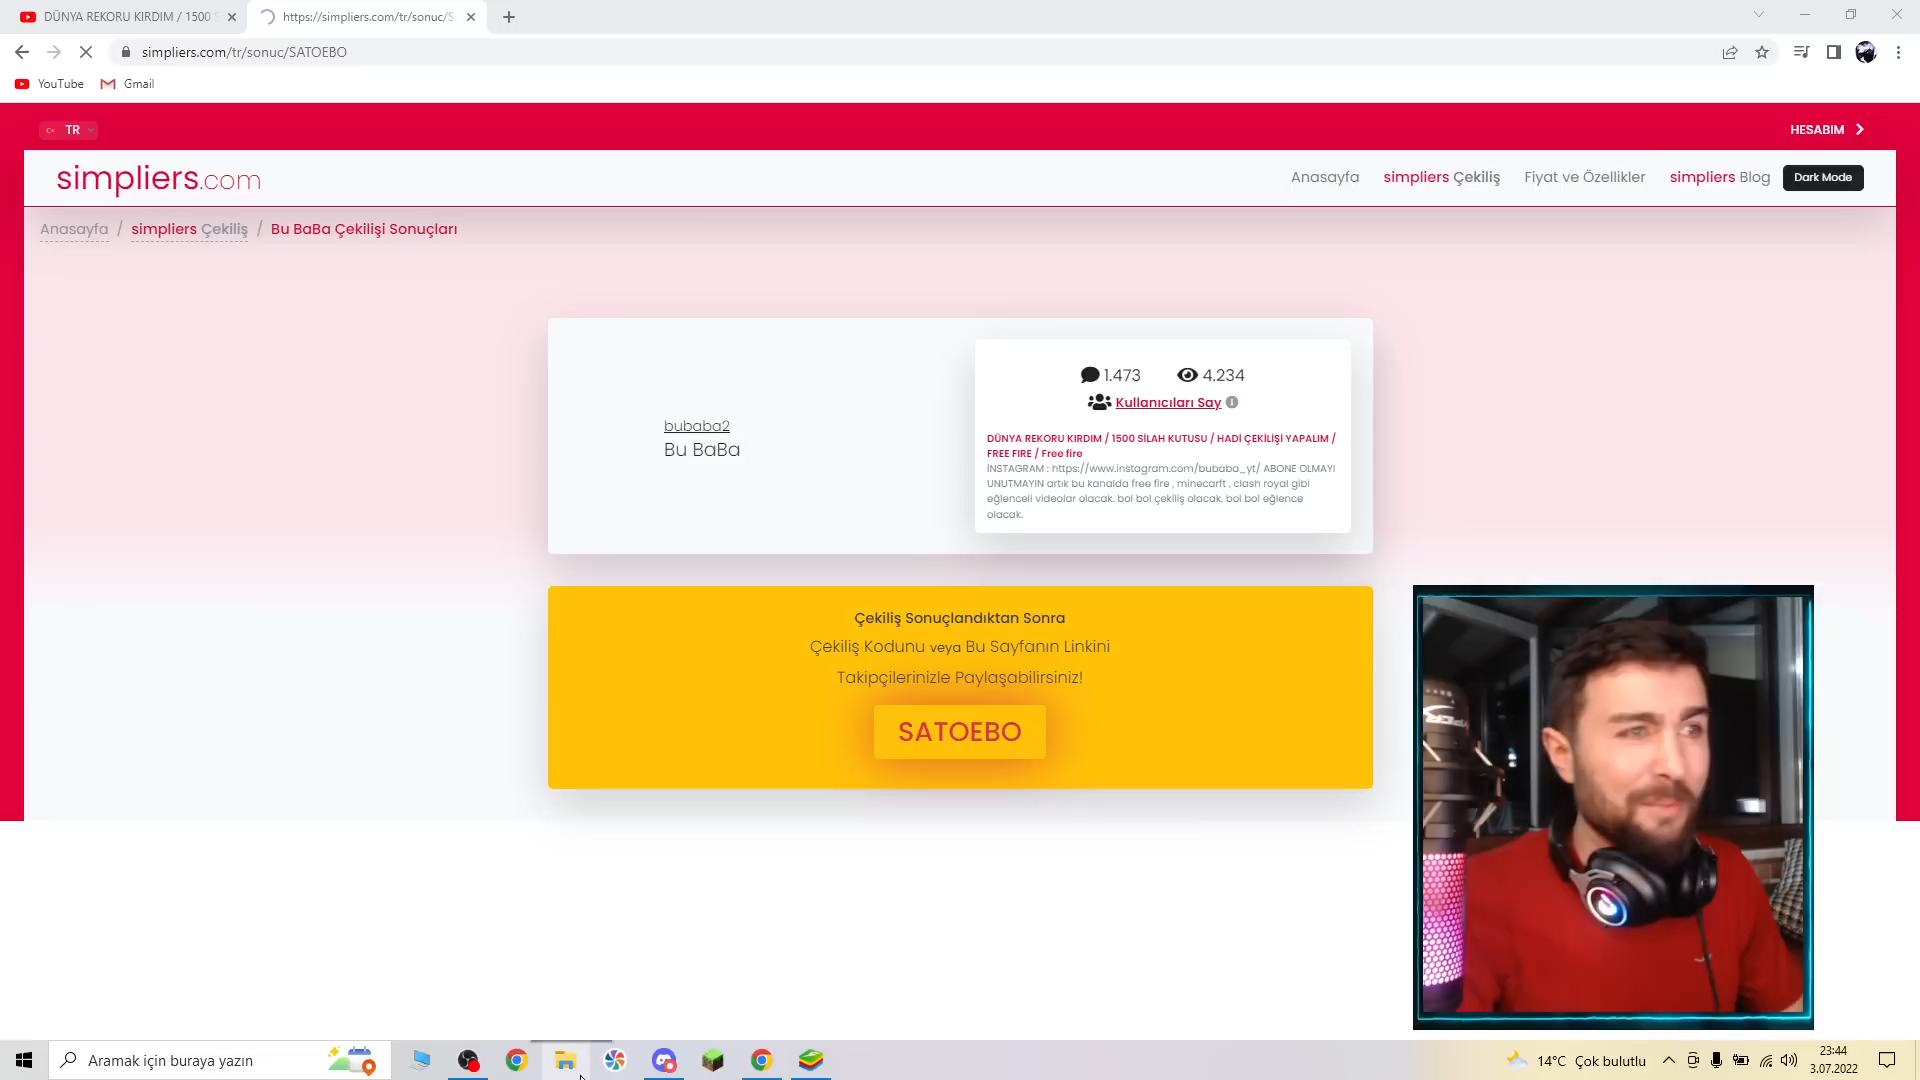 DÜNYA REKORU KIRDIM / 1500 S
https://simpliers.com/tr/sonuc/S
simpliers.com/tr/sonuc/SATOEBO
YouTube
Gmail
TR
HESABIM
simpliers.com
Anasayfa
simpliers Çekiliş
Fiyat ve Özellikler
simpliers Blog
Dark Mode
Anasayfa / simpliers Çekiliş / Bu BaBa Çekilişi Sonuçları
bubaba2
Bu BaBa
1.473 4.234
Kullanıcıları Say
DÜNYA REKORU KIRDIM / 1500 SİLAH KUTUSU / HADİ ÇEKİLİŞİ YAPALIM /
FREE FIRE / Free fire
İNSTAGRAM : https://www.instagram.com/bubaba_yt/ ABONE OLMAYI
UNUTMAYIN artık bu kanalda free fire , minecarft , clash royal gibi
eğlenceli videolar olacak. bol bol çekiliş olacak. bol bol eğlence
olacak.
Çekiliş Sonuçlandıktan Sonra
Çekiliş Kodunu veya Bu Sayfanın Linkini
Takipçilerinizle Paylaşabilirsiniz!
SATOEBO
Aramak için buraya yazın
14°C Çok bulutlu
23:44
3.07.2022